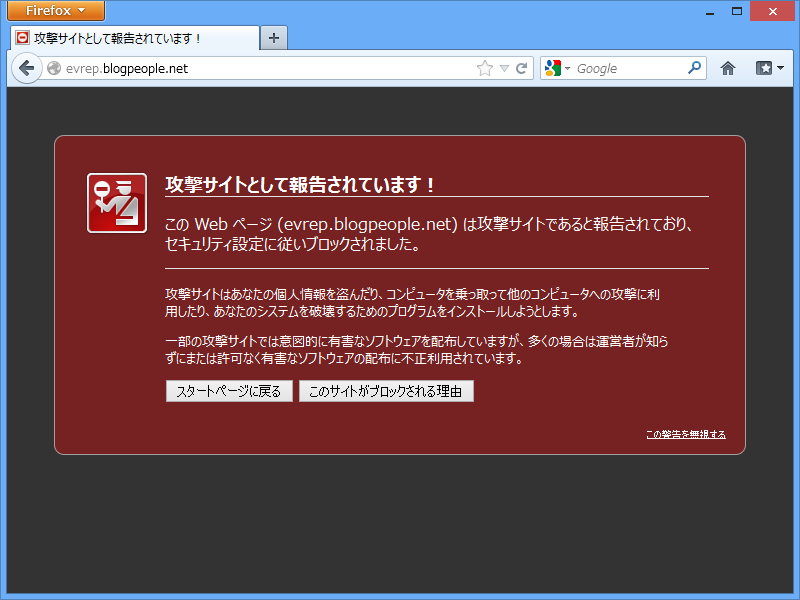 Firefox
攻撃サイトとして報告されています！
evrep.blogpeople.net
Google
攻撃サイトとして報告されています！
この Web ページ (evrep.blogpeople.net) は攻撃サイトであると報告されており、
セキュリティ設定に従いブロックされました。
攻撃サイトはあなたの個人情報を盗んだり、コンピュータを乗っ取って他のコンピュータへの攻撃に利
用したり、あなたのシステムを破壊するためのプログラムをインストールしようとします。
一部の攻撃サイトでは意図的に有害なソフトウェアを配布していますが、多くの場合は運営者が知ら
ずにまたは許可なく有害なソフトウェアの配布に不正利用されています。
スタートページに戻る
このサイトがブロックされる理由
この警告を無視する